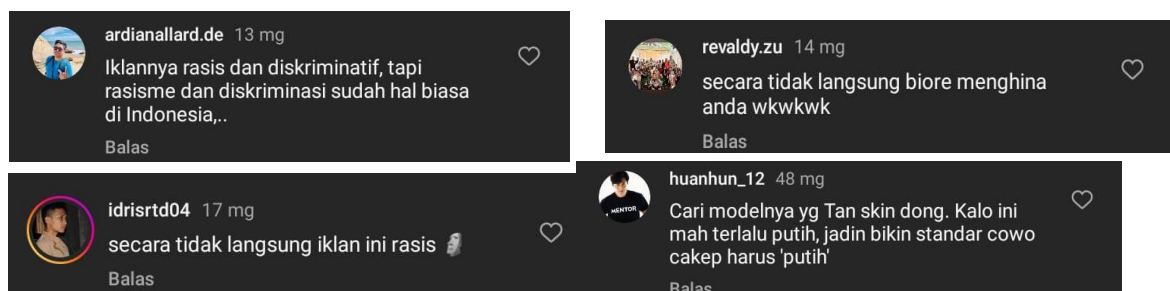 ardianallard.de 13 mg
Iklannya rasis dan diskriminatif, tapi
rasisme dan diskriminasi sudah hal biasa
di Indonesia,..
Balas
revaldy.zu 14 mg
secara tidak langsung biore menghina
anda wkwkwk
Balas
idrisrtd04 17 mg
secara tidak langsung iklan ini rasis 🗿
Balas
huanhun_12 48 mg
MENTOR
Cari modelnya yg Tan skin dong. Kalo ini
mah terlalu putih, jadin bikin standar cowo
cakep harus 'putih'
Balas